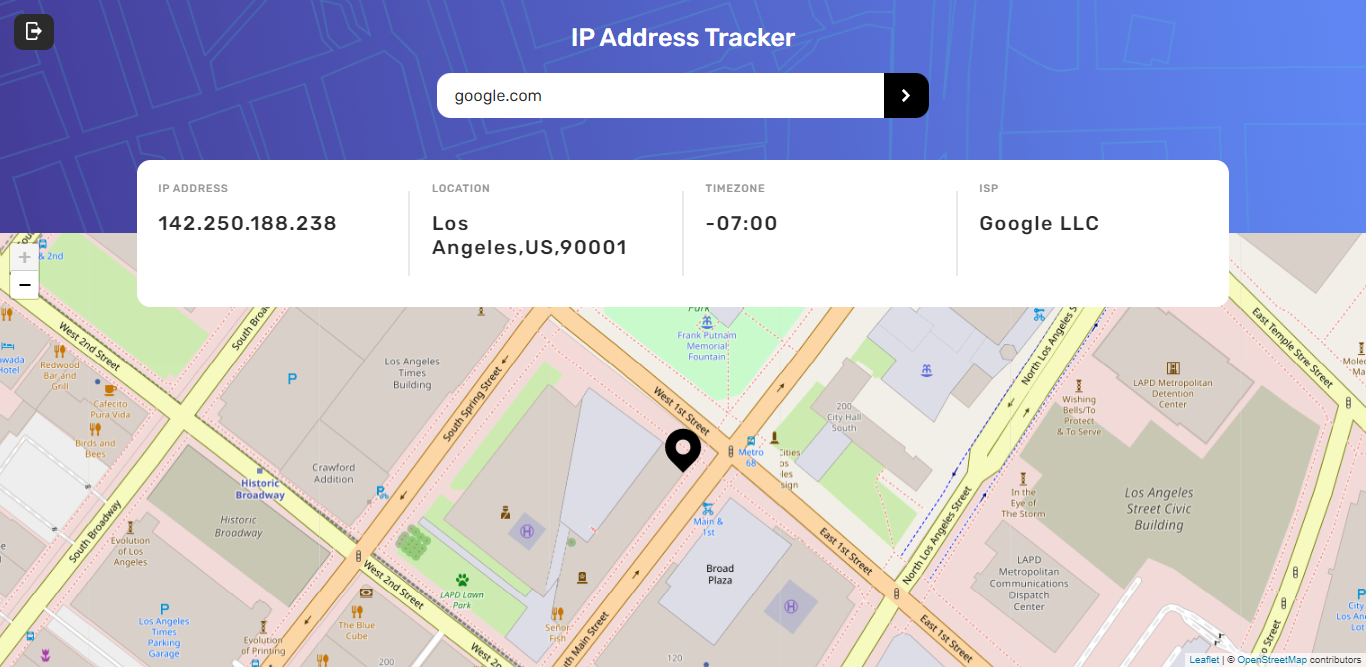 IP Address Tracker
google.com
IP ADDRESS
142.250.188.238
LOCATION
Los
Angeles,US,90001
TIMEZONE
-07:00
ISP
Google LLC
+
−
& 2nd
West 2nd Street
South Broadway
Hotel
Redwood
Bar and
Grill
Cafecito
Pura Vida
Birds and
Bees
P
Los Angeles
Times
Building
South Spring Street
Park
Frank Putnam
Memorial
Fountain
West 1st Street
200
City Hall
South
Metro
68
North Los Angeles Street
East Temple Street
LAPD Metropolitan
Detention
Center
Wishing
Bells/To
Protect
& To Serve
Crawford
Addition
Historic
Broadway
Historic
Broadway
P
South Broadway
Evolution
of Los
Angeles
H
Main &
1st
In the
Eye of
The Storm
Los Angeles
Street Civic
Building
North Los Angeles Street
East 1st Street
Broad
Plaza
West 2nd Street
LAPD Lawn
Park
LAPD
Metropolitan
Communications
Dispatch
Center
H
P
Los Angeles
Times
Parking
Garage
The Blue
Cube
Señor
Fish
South Main Street
Evolution
of Printing
200
120
East 1st Street
P
City
Los An
Lot
Leaflet | © OpenStreetMap contributors